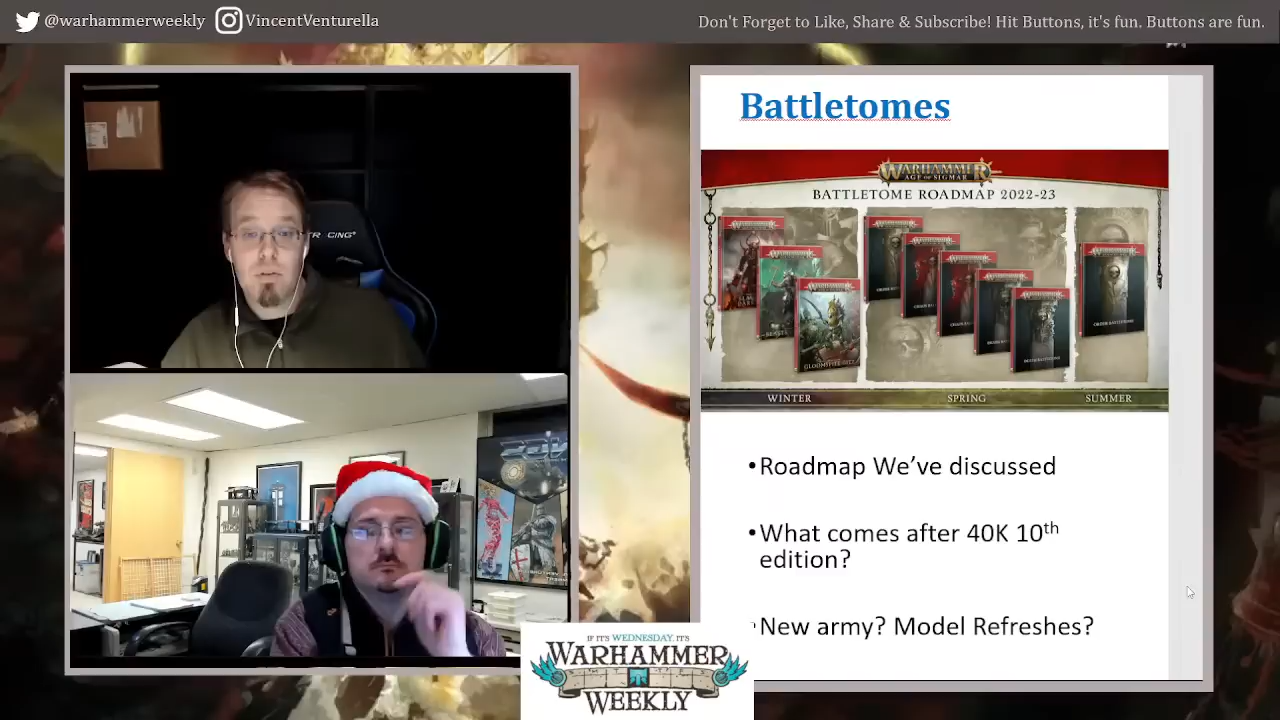 @warhammerweekly VincentVenturella
Don't Forget to Like, Share & Subscribe! Hit Buttons, it's fun. Buttons are fun.
Battletomes
WARHAMMER
AGE OF SIGMAR
BATTLETOME ROADMAP 2022-23
WINTER SPRING SUMMER
•Roadmap We've discussed
•What comes after 40K 10th
edition?
New army? Model Refreshes?
IF IT'S WEDNESDAY, IT'S
WARHAMMER
WEEKLY